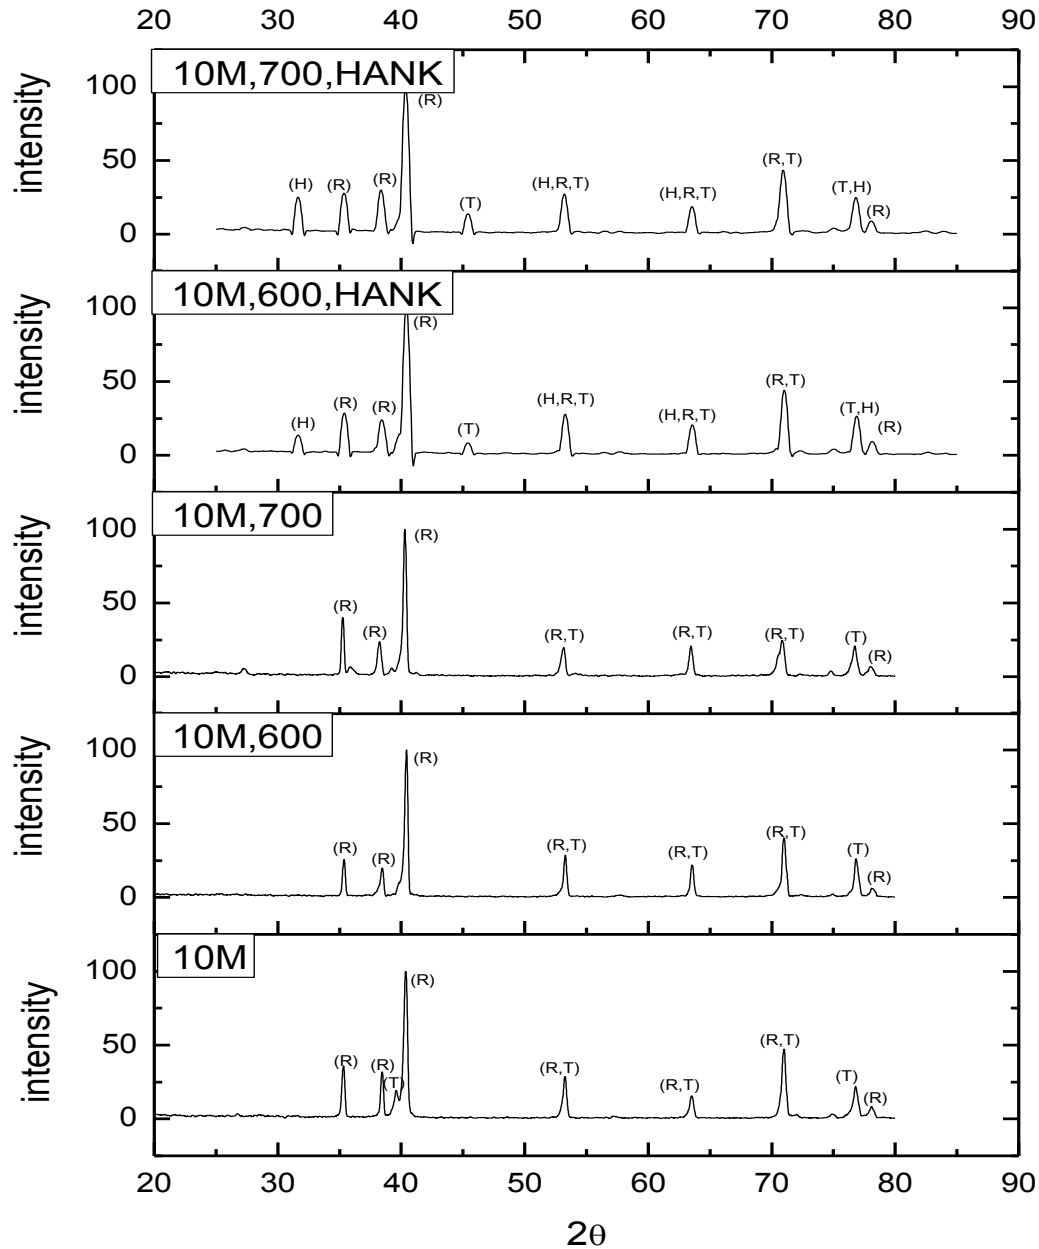 20 30 40 50 60 70 80 90
10M,700,HANK
intensity
100
50
0
(H) (R) (R) (R) (T) (H,R,T) (H,R,T) (R,T) (T,H) (R)
10M,600,HANK
intensity
100
50
0
(H) (R) (R) (R) (T) (H,R,T) (H,R,T) (R,T) (T,H) (R)
10M,700
intensity
100
50
0
(R) (R) (R) (R,T) (R,T) (R,T) (T) (R)
10M,600
intensity
100
50
0
(R) (R) (R) (R,T) (R,T) (R,T) (T) (R)
10M
intensity
100
50
0
(R) (R) (T) (R) (R,T) (R,T) (R,T) (T) (R)
20 30 40 50 60 70 80 90
2θ